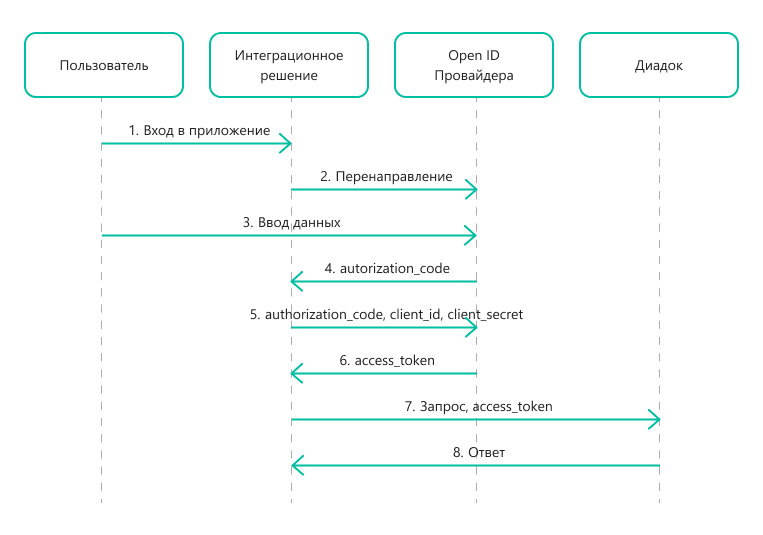 Пользователь
Интеграционное
решение
Open ID
Провайдера
Диадок
1. Вход в приложение
2. Перенаправление
3. Ввод данных
4. autorization_code
5. authorization_code, client_id, client_secret
6. access_token
7. Запрос, access_token
8. Ответ